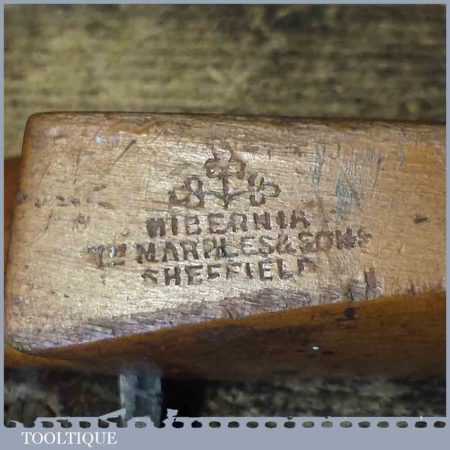 HIBERNIA
Wm MARPLES & SONS
SHEFFIELD
TOOLTIQUE